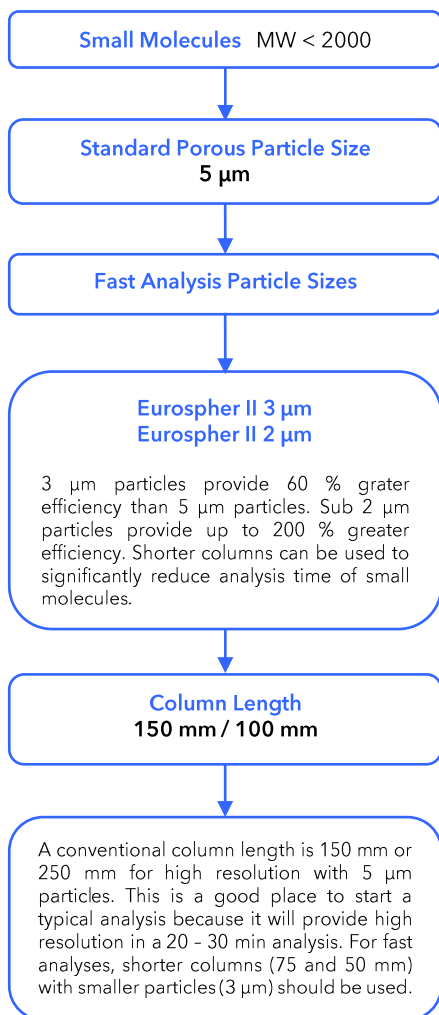 Small Molecules MW < 2000
Standard Porous Particle Size
5 µm
Fast Analysis Particle Sizes
Eurospher II 3 µm
Eurospher II 2 µm
3 µm particles provide 60 % grater
efficiency than 5 µm particles. Sub 2 µm
particles provide up to 200 % greater
efficiency. Shorter columns can be used to
significantly reduce analysis time of small
molecules.
Column Length
150 mm / 100 mm
A conventional column length is 150 mm or
250 mm for high resolution with 5 µm
particles. This is a good place to start a
typical analysis because it will provide high
resolution in a 20 – 30 min analysis. For fast
analyses, shorter columns (75 and 50 mm)
with smaller particles (3 µm) should be used.